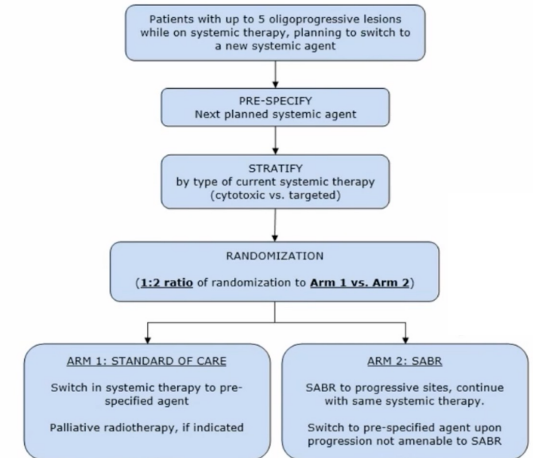 Patients with up to 5 oligoprogressive lesions
while on systemic therapy, planning to switch to
a new systemic agent
PRE-SPECIFY
Next planned systemic agent
STRATIFY
by type of current systemic therapy
(cytotoxic vs. targeted)
RANDOMIZATION
(1:2 ratio of randomization to Arm 1 vs. Arm 2)
ARM 1: STANDARD OF CARE
Switch in systemic therapy to pre-
specified agent
Palliative radiotherapy, if indicated
ARM 2: SABR
SABR to progressive sites, continue
with same systemic therapy.
Switch to pre-specified agent upon
progression not amenable to SABR